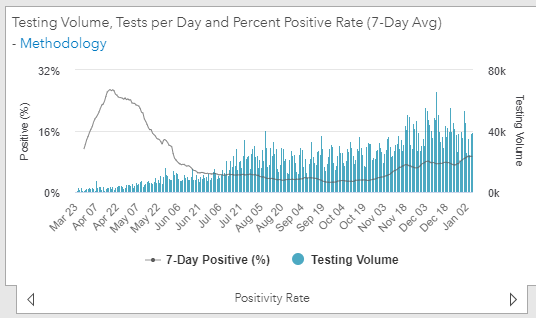 Testing Volume, Tests per Day and Percent Positive Rate (7-Day Avg)
- Methodology
32%
80k
Positive (%)
16%
40k
Testing Volume
0%
0k
Mar 23
Apr 07
Apr 22
May 07
May 22
Jun 06
Jun 21
Jul 06
Jul 21
Aug 05
Aug 20
Sep 04
Sep 19
Oct 04
Oct 19
Nov 03
Nov 18
Dec 03
Dec 18
Jan 02
7-Day Positive (%)
Testing Volume
Positivity Rate